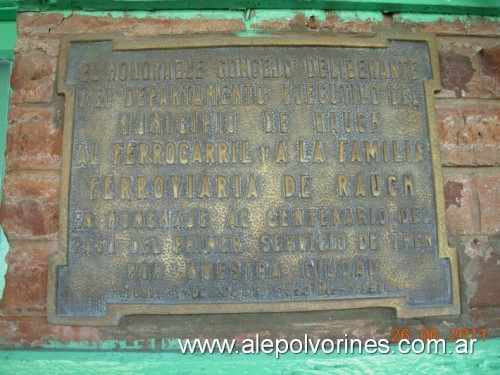 EL HONORABLE CONCEJO DELIBERANTE
Y EL DEPARTAMENTO EJECUTIVO DEL
MUNICIPIO DE RAUCH
AL FERROCARRIL Y A LA FAMILIA
FERROVIARIA DE RAUCH
EN HOMENAJE AL CENTENARIO DEL
PASO DEL PRIMER SERVICIO DE TREN
POR NUESTRA CIUDAD
26 06 2011
www.alepolvorines.com.ar